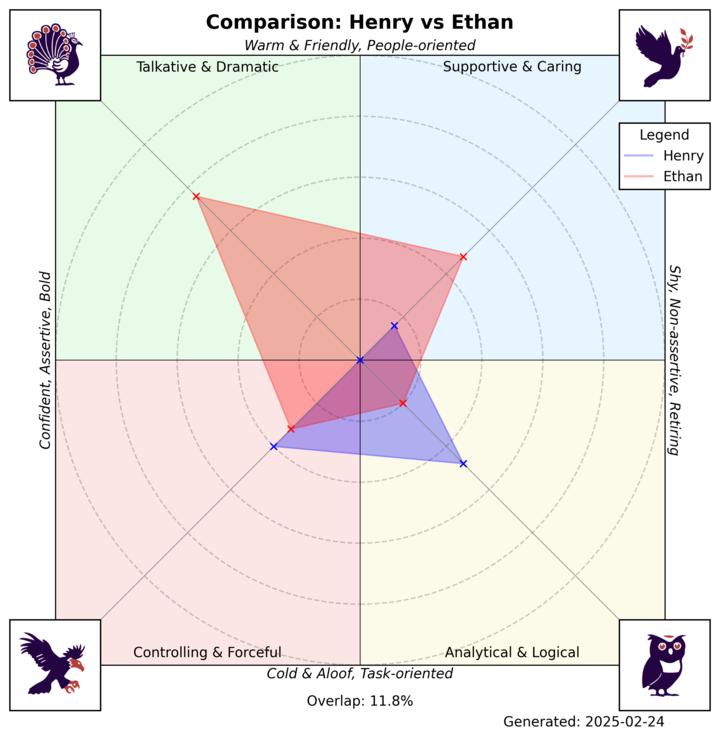 Comparison: Henry vs Ethan
Warm & Friendly, People-oriented
Talkative & Dramatic
Supportive & Caring
Legend
Henry
Ethan
Confident, Assertive, Bold
Shy, Non-assertive, Retiring
Controlling & Forceful
Analytical & Logical
Cold & Aloof, Task-oriented
Overlap: 11.8%
Generated: 2025-02-24